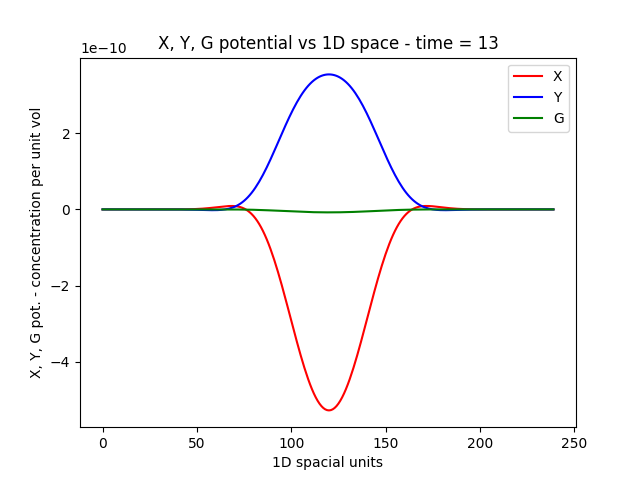 X, Y, G potential vs 1D space - time = 13
1e−10
X
Y
G
2
0
−2
−4
X, Y, G pot. - concentration per unit vol
0 50 100 150 200 250
1D spacial units